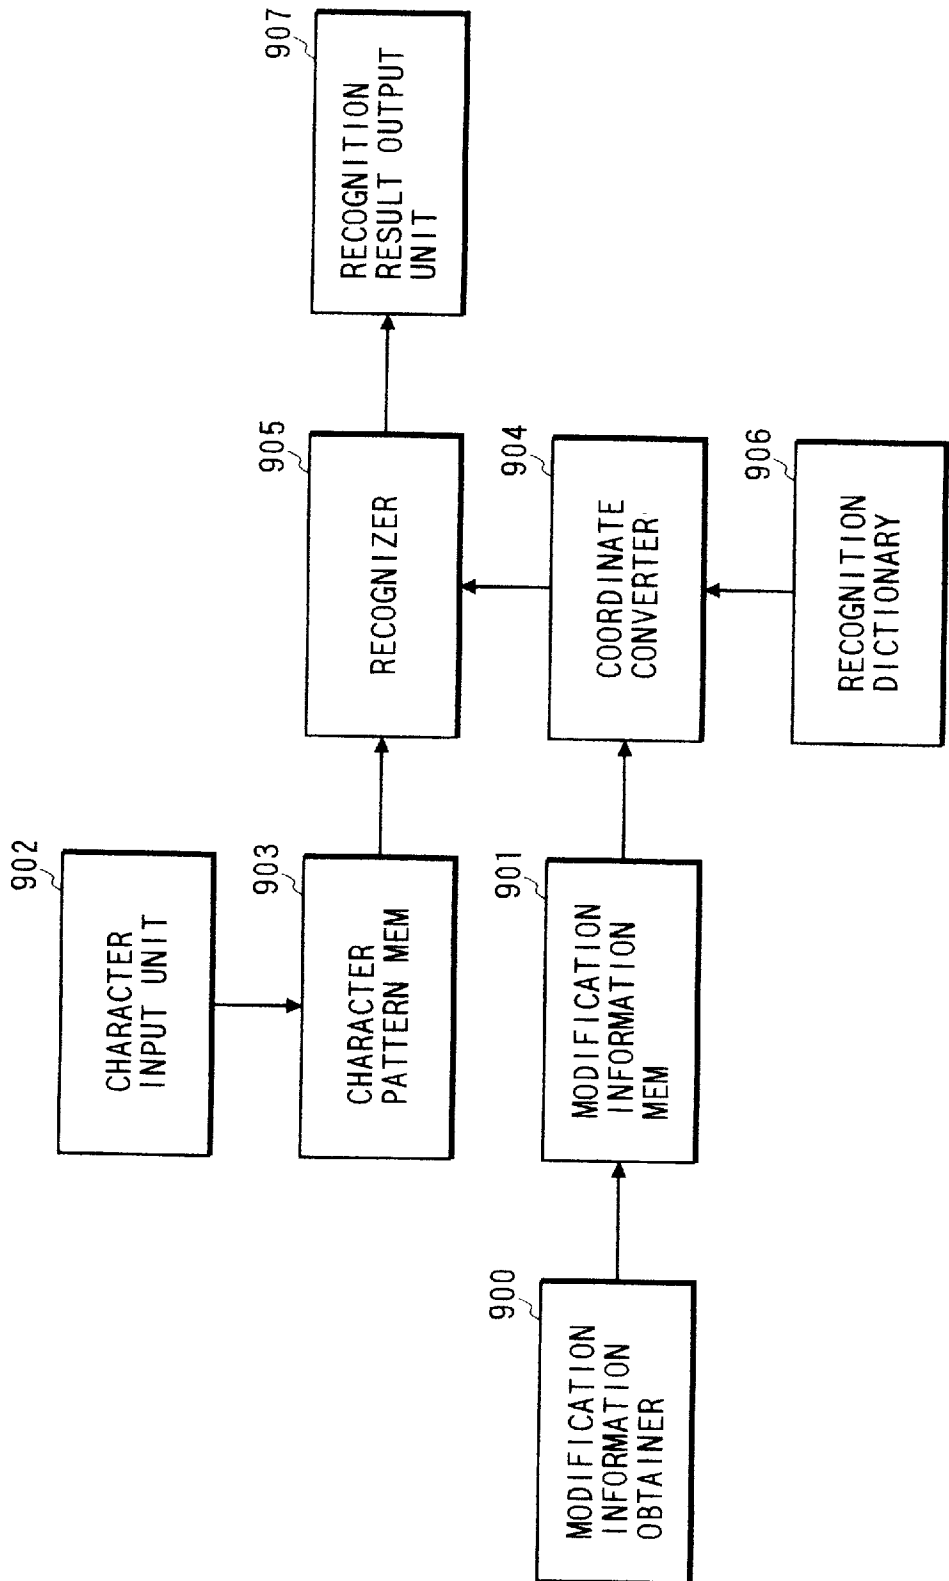 902
CHARACTER
INPUT UNIT
903
CHARACTER
PATTERN MEM
905
RECOGNIZER
907
RECOGNITION
RESULT OUTPUT
UNIT
900
MODIFICATION
INFORMATION
OBTAINER
901
MODIFICATION
INFORMATION
MEM
904
COORDINATE
CONVERTER
906
RECOGNITION
DICTIONARY